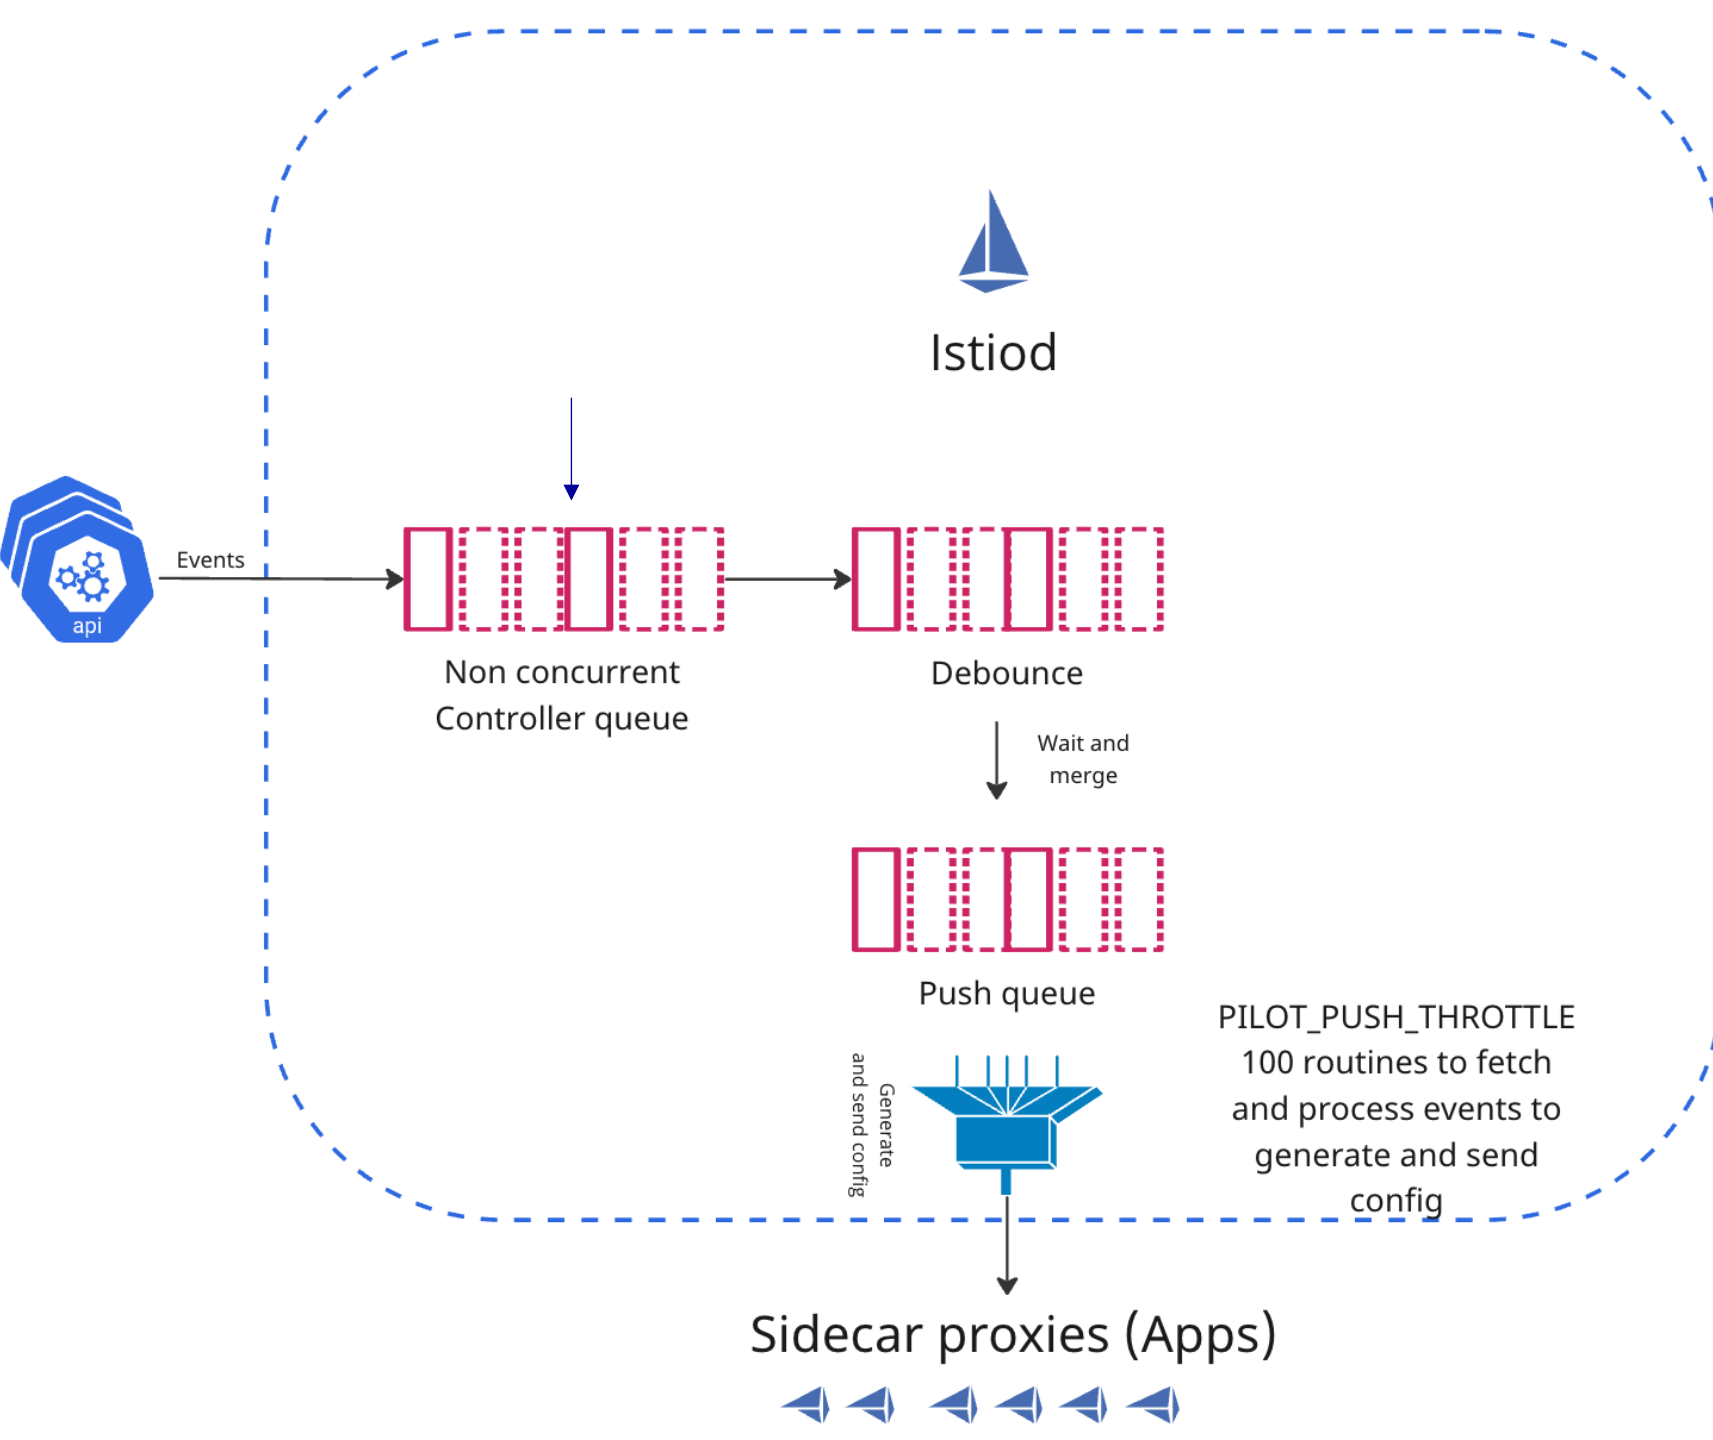 Istiod
Events
api
Non concurrent
Controller queue
Debounce
Wait and
merge
Push queue
Generate
and send config
PILOT_PUSH_THROTTLE
100 routines to fetch
and process events to
generate and send
config
Sidecar proxies (Apps)